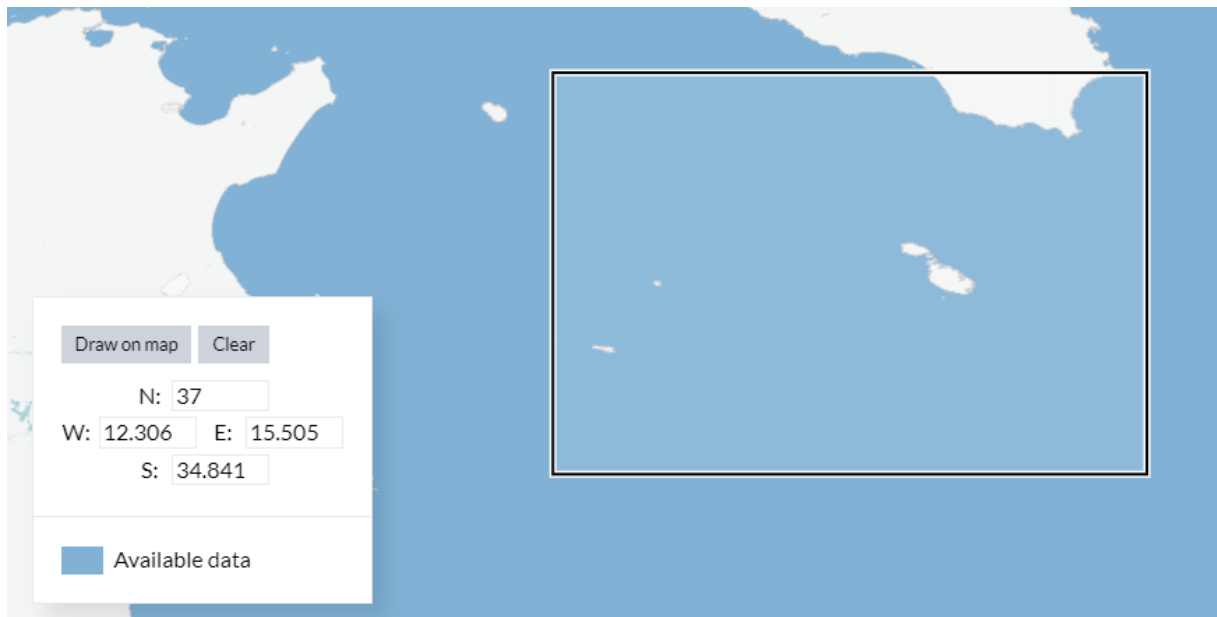 Draw on map Clear
N: 37
W: 12.306 E: 15.505
S: 34.841
Available data